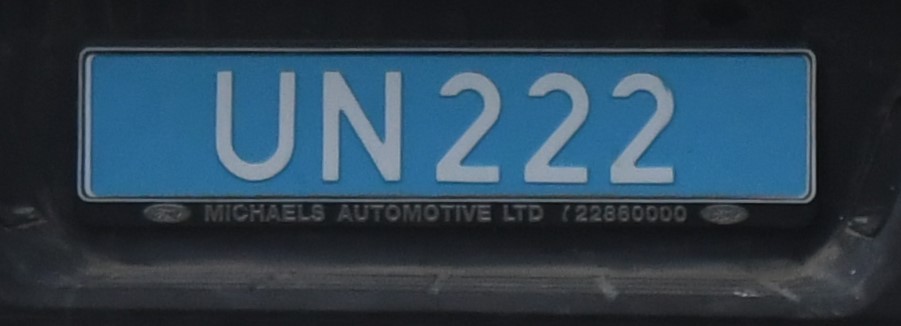 UN222
MICHAELS AUTOMOTIVE LTD / 22860000